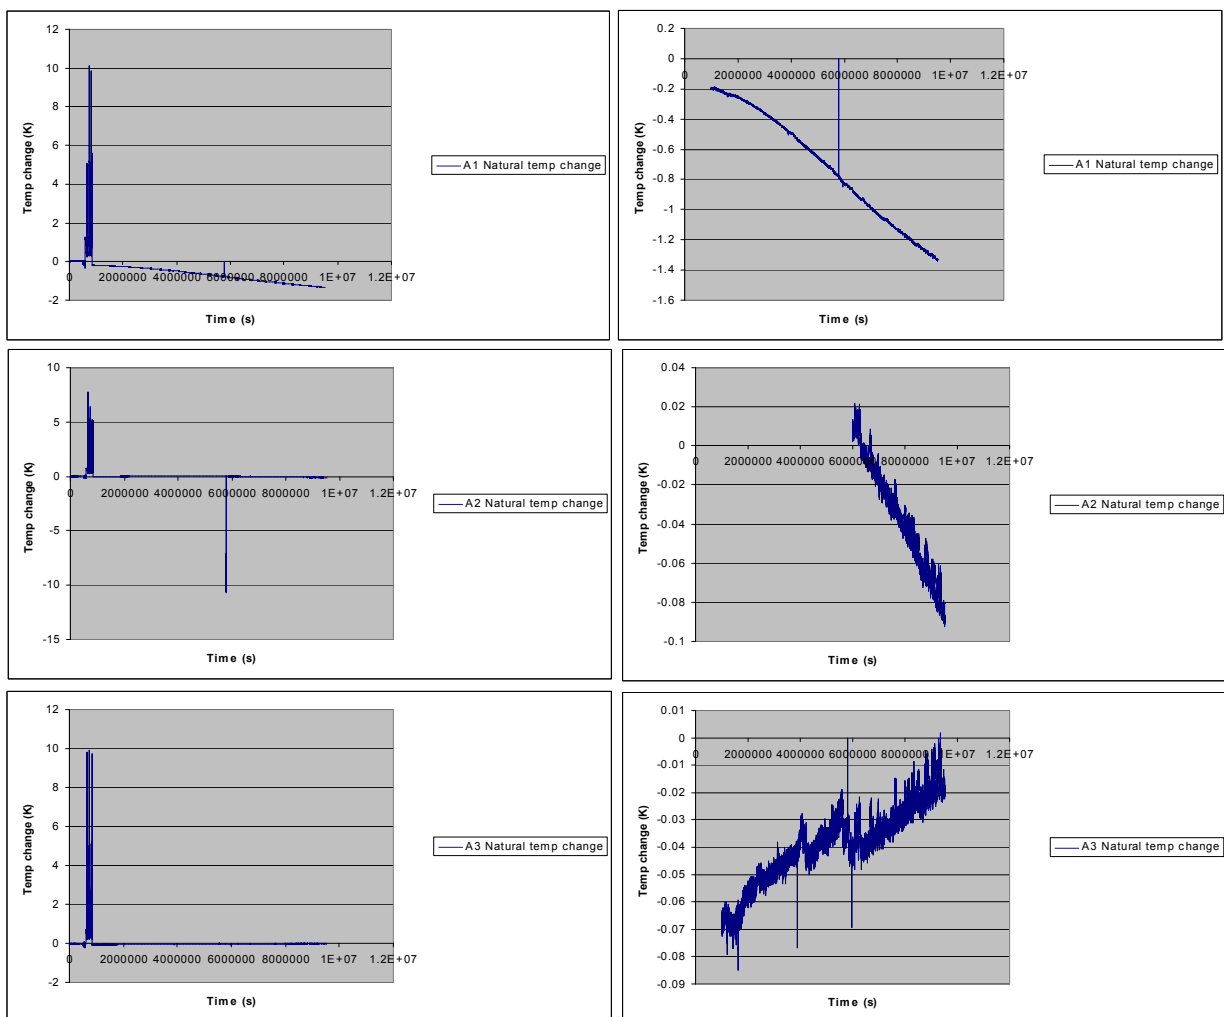 12
10
8
6
4
2
0
-2
0 2000000 4000000 6000000 8000000 1E+07 1.2E+07
Temp change (K)
Time (s)
A1 Natural temp change
0.2
0
-0.2
-0.4
-0.6
-0.8
-1
-1.2
-1.4
-1.6
0 2000000 4000000 6000000 8000000 1E+07 1.2E+07
Temp change (K)
Time (s)
A1 Natural temp change
10
5
0
-5
-10
-15
0 2000000 4000000 6000000 8000000 1E+07 1.2E+07
Temp change (K)
Time (s)
A2 Natural temp change
0.04
0.02
0
-0.02
-0.04
-0.06
-0.08
-0.1
0 2000000 4000000 6000000 8000000 1E+07 1.2E+07
Temp change (K)
Time (s)
A2 Natural temp change
12
10
8
6
4
2
0
-2
0 2000000 4000000 6000000 8000000 1E+07 1.2E+07
Temp change (K)
Time (s)
A3 Natural temp change
0.01
0
-0.01
-0.02
-0.03
-0.04
-0.05
-0.06
-0.07
-0.08
-0.09
0 2000000 4000000 6000000 8000000 1E+07 1.2E+07
Temp change (K)
Time (s)
A3 Natural temp change